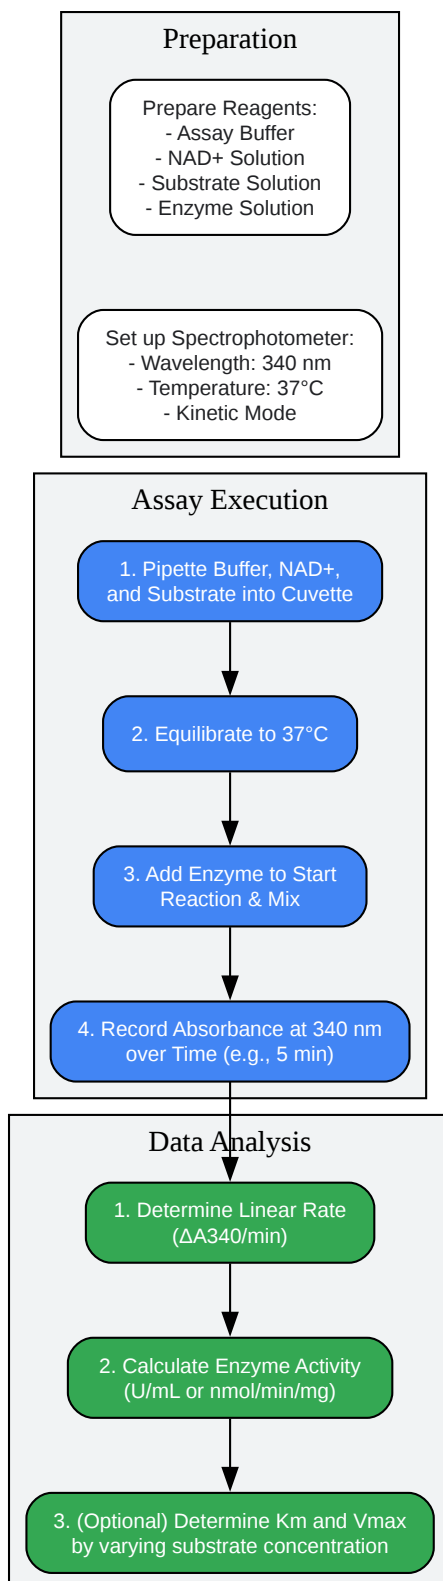 Preparation
Prepare Reagents:
- Assay Buffer
- NAD+ Solution
- Substrate Solution
- Enzyme Solution
Set up Spectrophotometer:
- Wavelength: 340 nm
- Temperature: 37°C
- Kinetic Mode
Assay Execution
1. Pipette Buffer, NAD+,
and Substrate into Cuvette
2. Equilibrate to 37°C
3. Add Enzyme to Start
Reaction & Mix
4. Record Absorbance at 340 nm
over Time (e.g., 5 min)
Data Analysis
1. Determine Linear Rate
(ΔA340/min)
2. Calculate Enzyme Activity
(U/mL or nmol/min/mg)
3. (Optional) Determine Km and Vmax
by varying substrate concentration